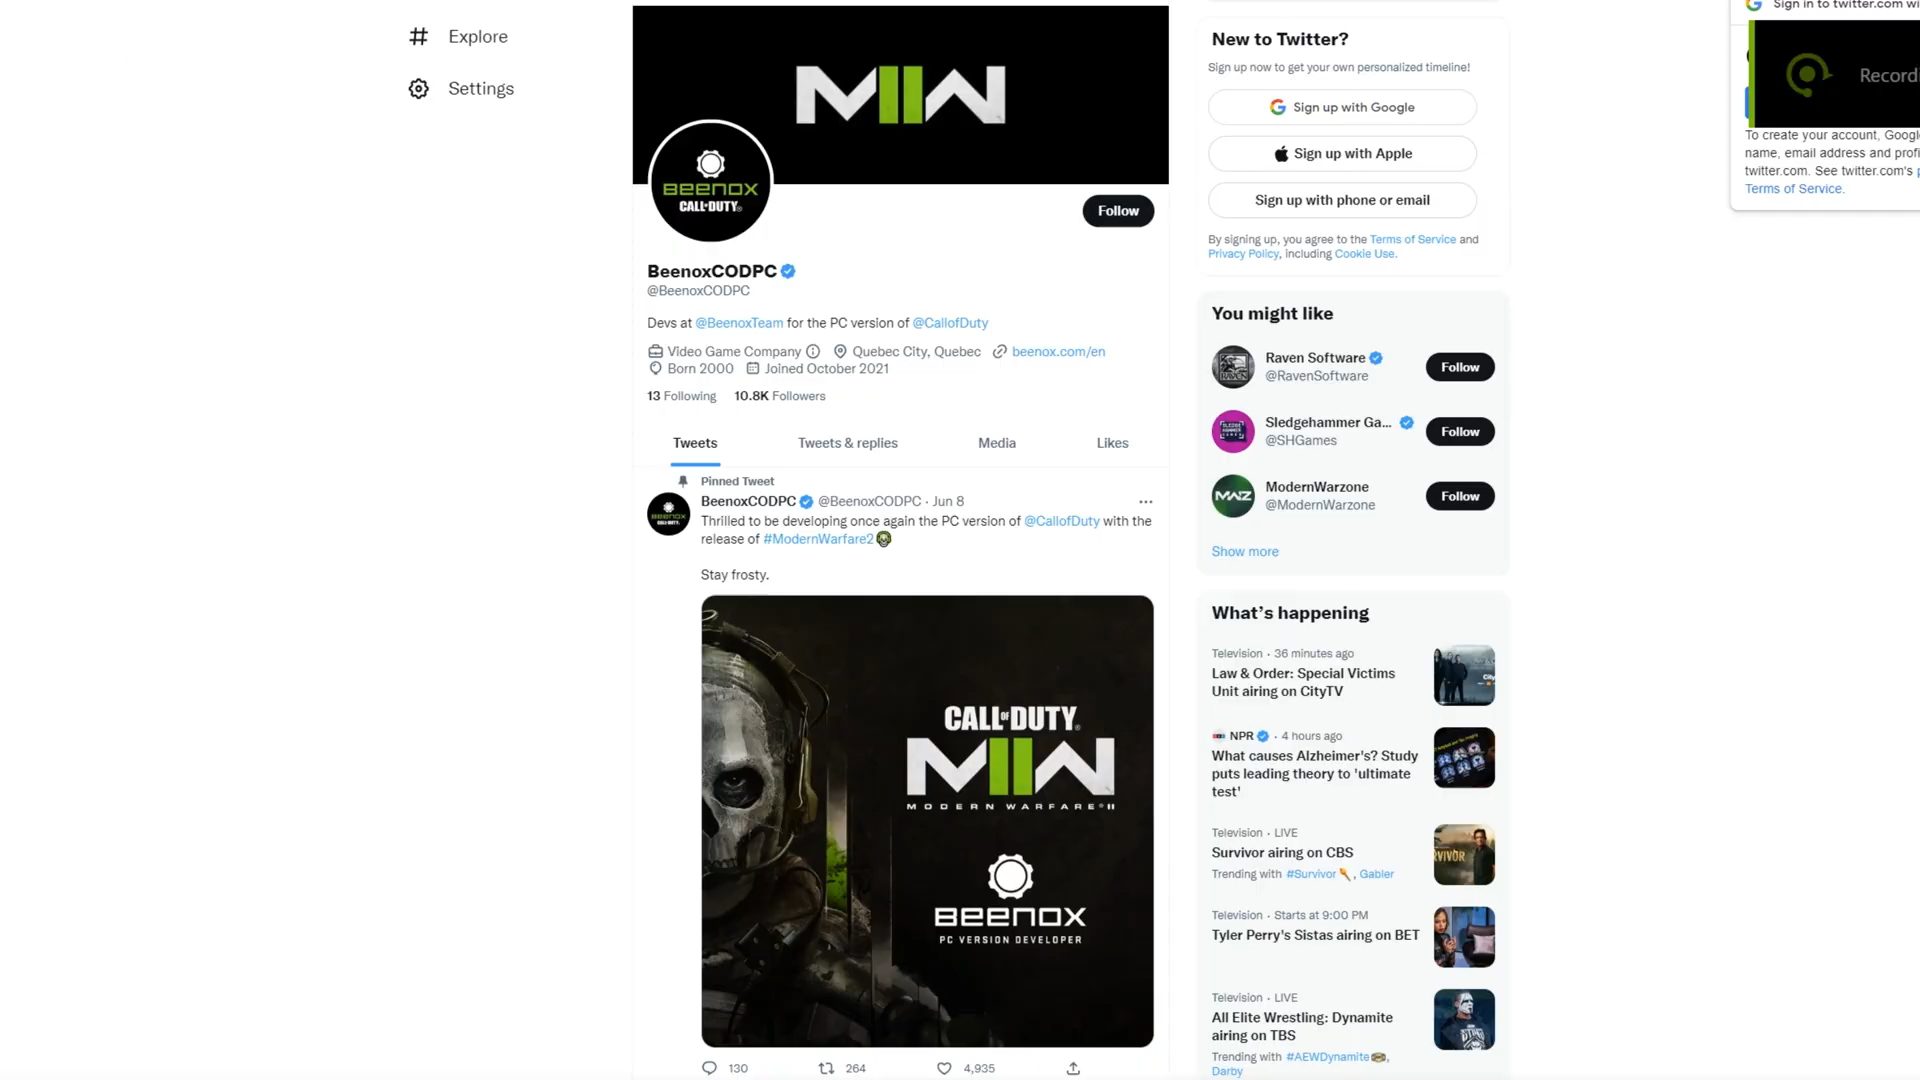 Explore
Settings
MW
BEENOX
CALL OF DUTY®
Follow
BeenoxCODPC
@BeenoxCODPC
Devs at @BeenoxTeam for the PC version of @CallofDuty
Video Game Company Quebec City, Quebec beenox.com/en
Born 2000 Joined October 2021
13 Following 10.8K Followers
Tweets Tweets & replies Media Likes
Pinned Tweet
BeenoxCODPC @BeenoxCODPC · Jun 8
Thrilled to be developing once again the PC version of @CallofDuty with the
release of #ModernWarfare2
Stay frosty.
CALL OF DUTY®
MW
MODERN WARFARE® II
BEENOX
PC VERSION DEVELOPER
130 264 4,935
New to Twitter?
Sign up now to get your own personalized timeline!
Sign up with Google
Sign up with Apple
Sign up with phone or email
By signing up, you agree to the Terms of Service and
Privacy Policy, including Cookie Use.
You might like
Raven Software
@RavenSoftware
Follow
Sledgehammer Ga...
@SHGames
Follow
ModernWarzone
@ModernWarzone
Follow
Show more
What's happening
Television · 36 minutes ago
Law & Order: Special Victims
Unit airing on CityTV
NPR · 4 hours ago
What causes Alzheimer's? Study
puts leading theory to 'ultimate
test'
Television · LIVE
Survivor airing on CBS
Trending with #Survivor, Gabler
Television · Starts at 9:00 PM
Tyler Perry's Sistas airing on BET
Television · LIVE
All Elite Wrestling: Dynamite
airing on TBS
Trending with #AEWDynamite,
Darby
Sign in to twitter.com wi
Recordi
To create your account, Googl
name, email address and profi
twitter.com. See twitter.com's p
Terms of Service.